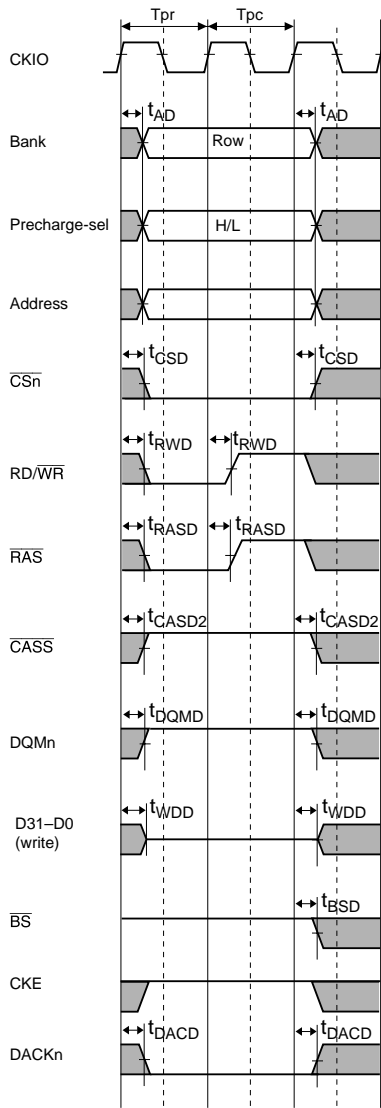 Tpr Tpc
CKIO
tAD tAD
Bank Row
Precharge-sel H/L
Address
tCSD tCSD
CSn
tRWD tRWD
RD/WR
tRASD tRASD
RAS
tCASD2 tCASD2
CASS
tDQMD tDQMD
DQMn
tWDD tWDD
D31–D0
(write)
tBSD
BS
CKE
tDACD tDACD
DACKn